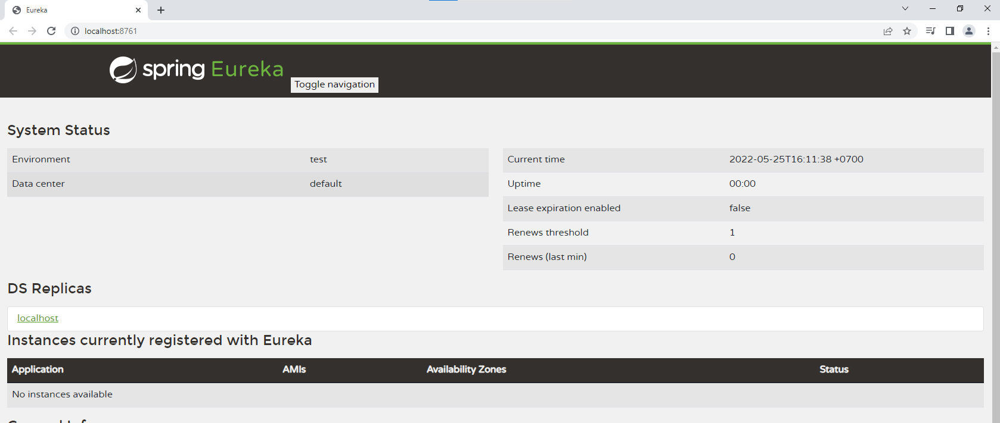 Eureka
localhost:8761
spring Eureka
Toggle navigation
System Status
Environment test
Data center default
Current time 2022-05-25T16:11:38 +0700
Uptime 00:00
Lease expiration enabled false
Renews threshold 1
Renews (last min) 0
DS Replicas
localhost
Instances currently registered with Eureka
Application AMIs Availability Zones Status
No instances available